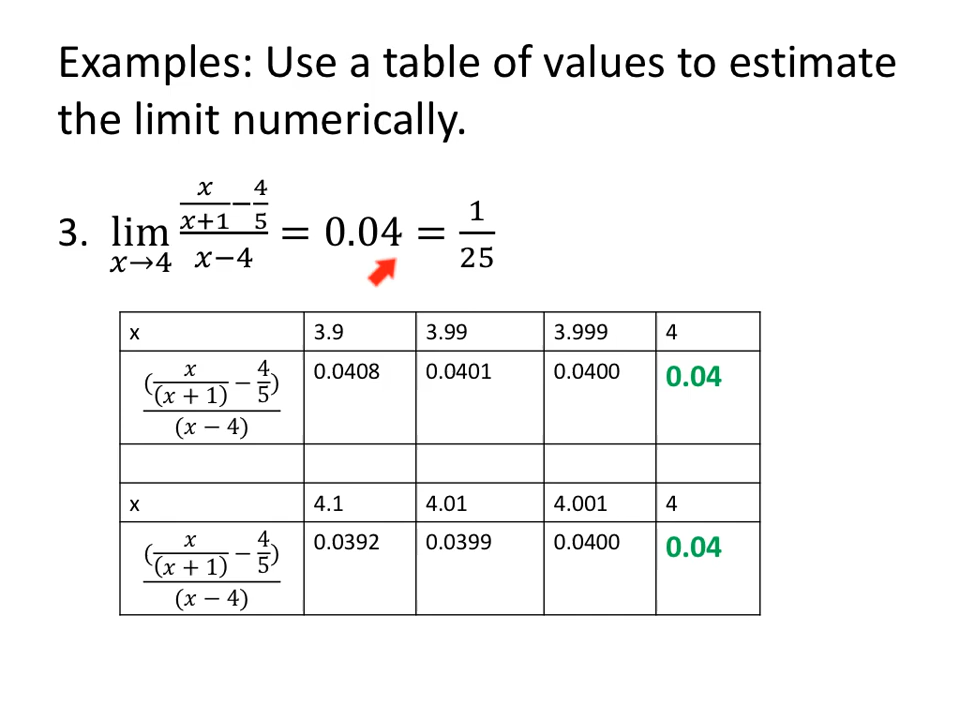 Examples: Use a table of values to estimate
the limit numerically.
3. lim x→4 (x/(x+1) − 4/5)/(x−4) = 0.04 = 1/25
x 3.9 3.99 3.999 4
(x/(x + 1) − 4/5)/(x − 4) 0.0408 0.0401 0.0400 0.04
x 4.1 4.01 4.001 4
(x/(x + 1) − 4/5)/(x − 4) 0.0392 0.0399 0.0400 0.04